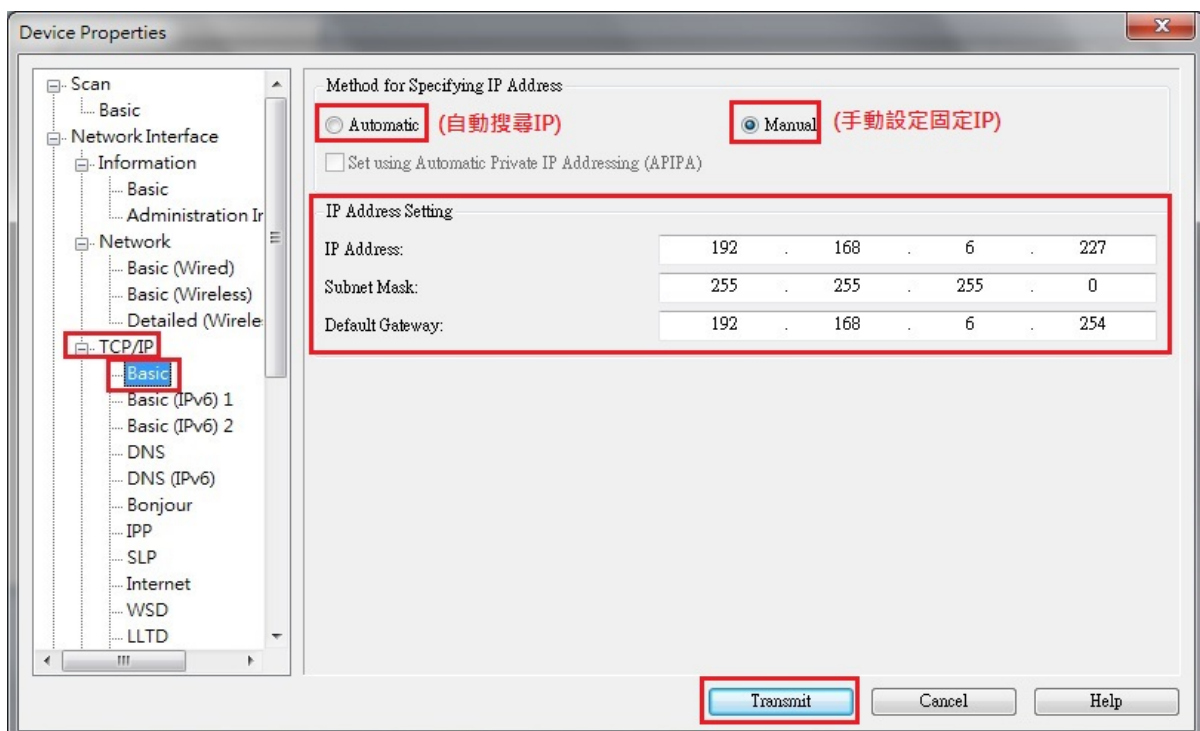 Device Properties
Scan
Basic
Network Interface
Information
Basic
Administration Ir
Network
Basic (Wired)
Basic (Wireless)
Detailed (Wirele
TCP/IP
Basic
Basic (IPv6) 1
Basic (IPv6) 2
DNS
DNS (IPv6)
Bonjour
IPP
SLP
Internet
WSD
LLTD
Method for Specifying IP Address
Automatic (自動搜尋IP) Manual (手動設定固定IP)
Set using Automatic Private IP Addressing (APIPA)
IP Address Setting
IP Address: 192 . 168 . 6 . 227
Subnet Mask: 255 . 255 . 255 . 0
Default Gateway: 192 . 168 . 6 . 254
Transmit Cancel Help